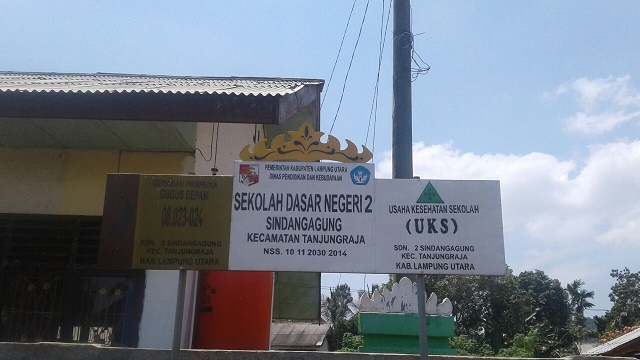 GERAKAN PRAMUKA
GUGUS DEPAN
08.023-024
SDN. 2 SINDANGAGUNG
KEC. TANJUNGRAJA
KAB. LAMPUNG UTARA
PEMERINTAH KABUPATEN LAMPUNG UTARA
DINAS PENDIDIKAN DAN KEBUDAYAAN
SEKOLAH DASAR NEGERI 2
SINDANGAGUNG
KECAMATAN TANJUNGRAJA
NSS. 10 11 2030 2014
USAHA KESEHATAN SEKOLAH
(UKS)
SDN. 2 SINDANGAGUNG
KEC. TANJUNGRAJA
KAB. LAMPUNG UTARA